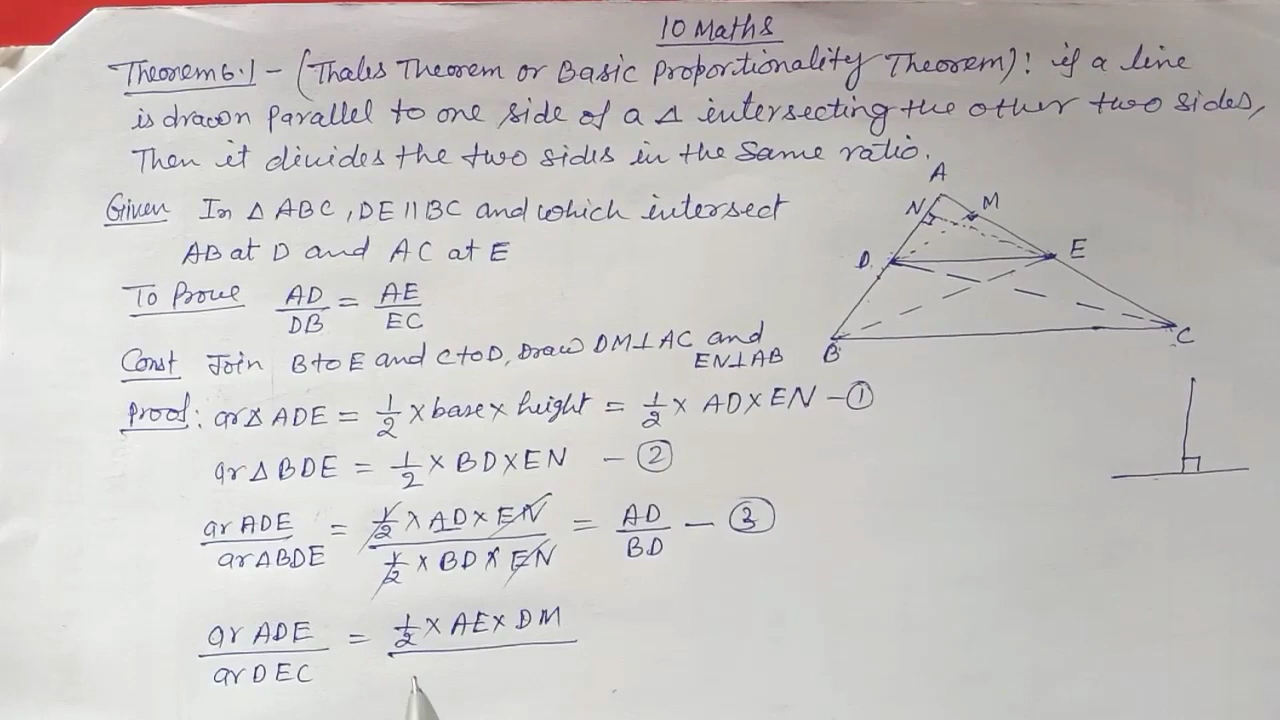 10 Maths
Theorem 6.1 - (Thales Theorem or Basic Proportionality Theorem): if a line
is drawn parallel to one side of a Δ intersecting the other two sides,
Then it divides the two sides in the same ratio.
Given In Δ ABC, DE || BC and which intersect
AB at D and AC at E
To Prove AD/DB = AE/EC
Const Join B to E and C to D, Draw DM⊥AC and
EN⊥AB
Proof: ar Δ ADE = 1/2 × base × height = 1/2 × AD × EN - ①
ar Δ BDE = 1/2 × BD × EN - ②
ar ADE / ar ΔBDE = 1/2 × AD × EN / 1/2 × BD × EN = AD/BD - ③
ar ADE / ar DEC = 1/2 × AE × DM
A
N M
D E
B C